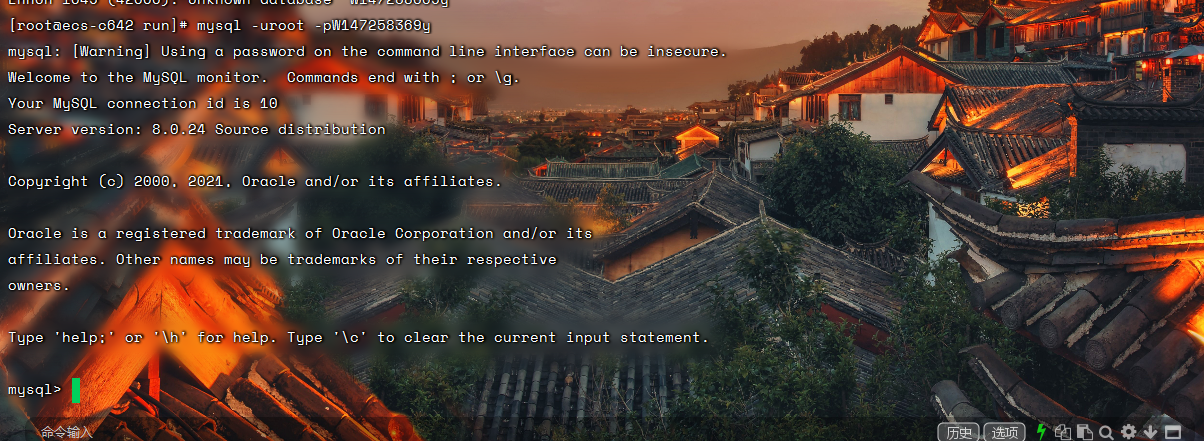 ERROR 1049 (42000): Unknown database 'W147258369y'
[root@ecs-c642 run]# mysql -uroot -pW147258369y
mysql: [Warning] Using a password on the command line interface can be insecure.
Welcome to the MySQL monitor.  Commands end with ; or \g.
Your MySQL connection id is 10
Server version: 8.0.24 Source distribution
Copyright (c) 2000, 2021, Oracle and/or its affiliates.
Oracle is a registered trademark of Oracle Corporation and/or its
affiliates. Other names may be trademarks of their respective
owners.
Type 'help;' or '\h' for help. Type '\c' to clear the current input statement.
mysql>
命令输入 历史 选项